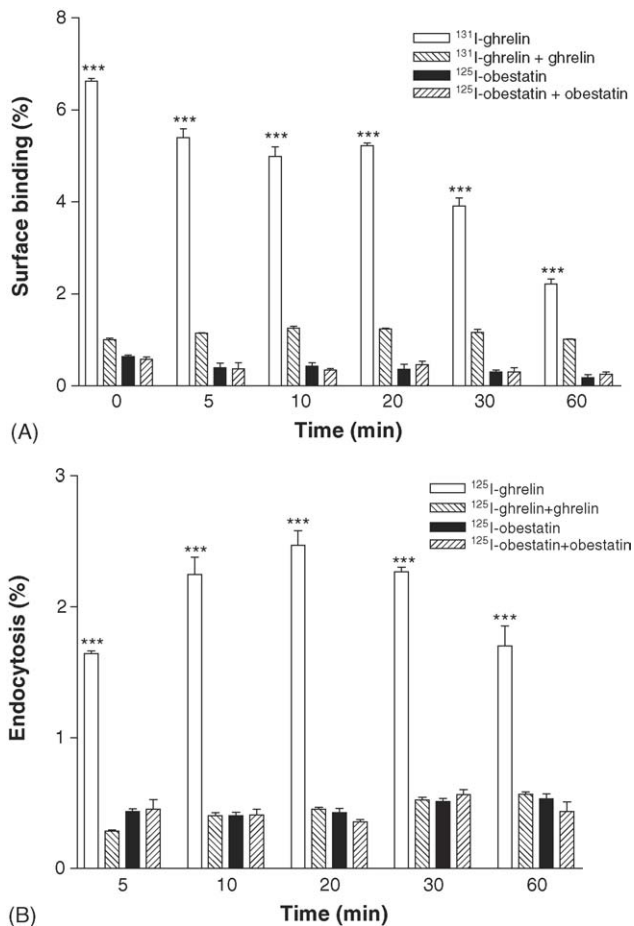 8
6
4
2
0
Surface binding (%)
¹³¹I-ghrelin
¹³¹I-ghrelin + ghrelin
¹²⁵I-obestatin
¹²⁵I-obestatin + obestatin
*** *** *** *** *** ***
0 5 10 20 30 60
(A)
Time (min)
3
2
1
0
Endocytosis (%)
¹²⁵I-ghrelin
¹²⁵I-ghrelin+ghrelin
¹²⁵I-obestatin
¹²⁵I-obestatin+obestatin
*** *** *** *** ***
5 10 20 30 60
(B)
Time (min)